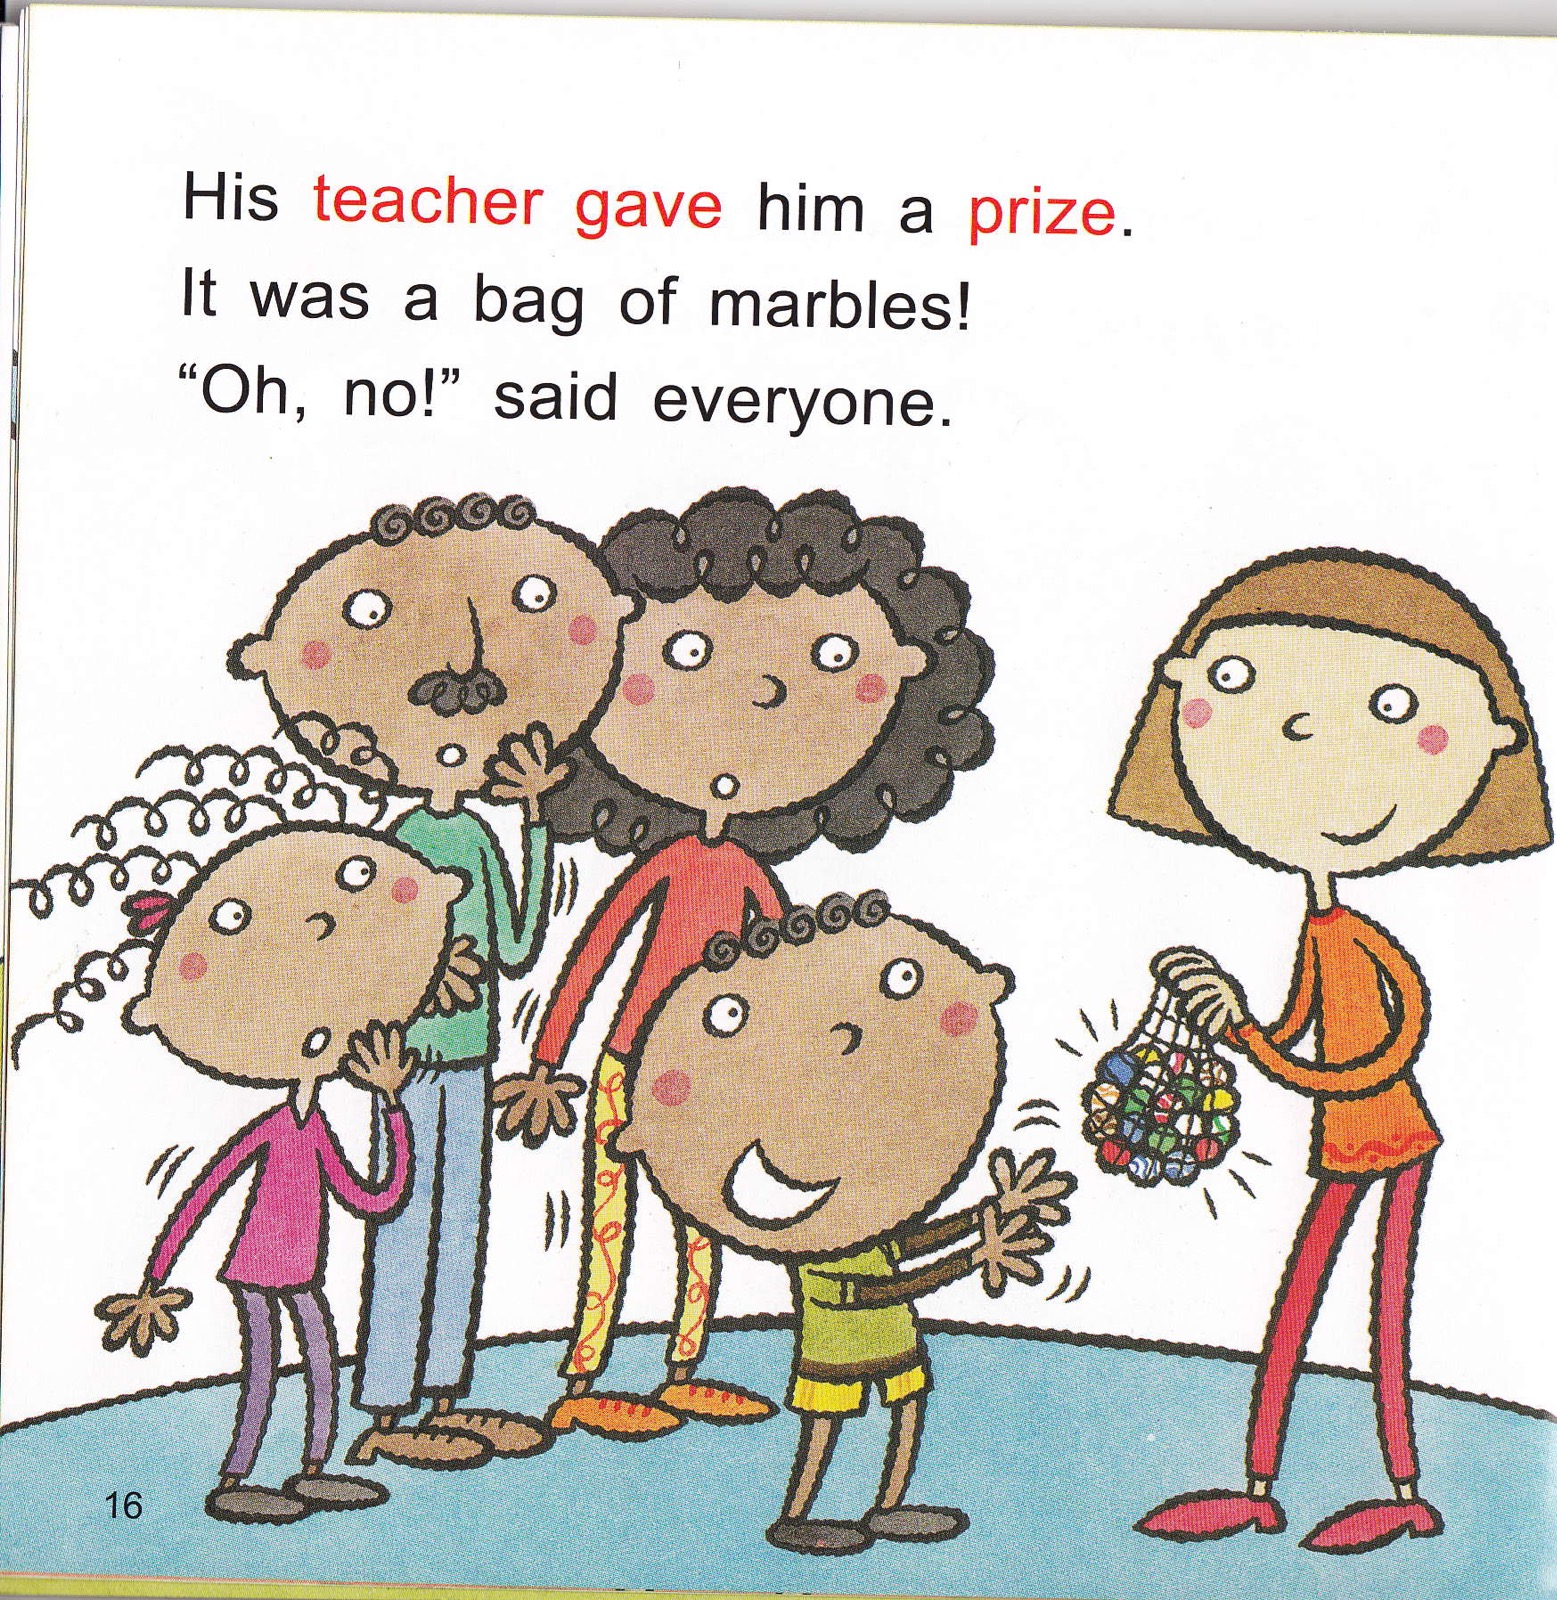 His teacher gave him a prize.
It was a bag of marbles!
“Oh, no!” said everyone.
16